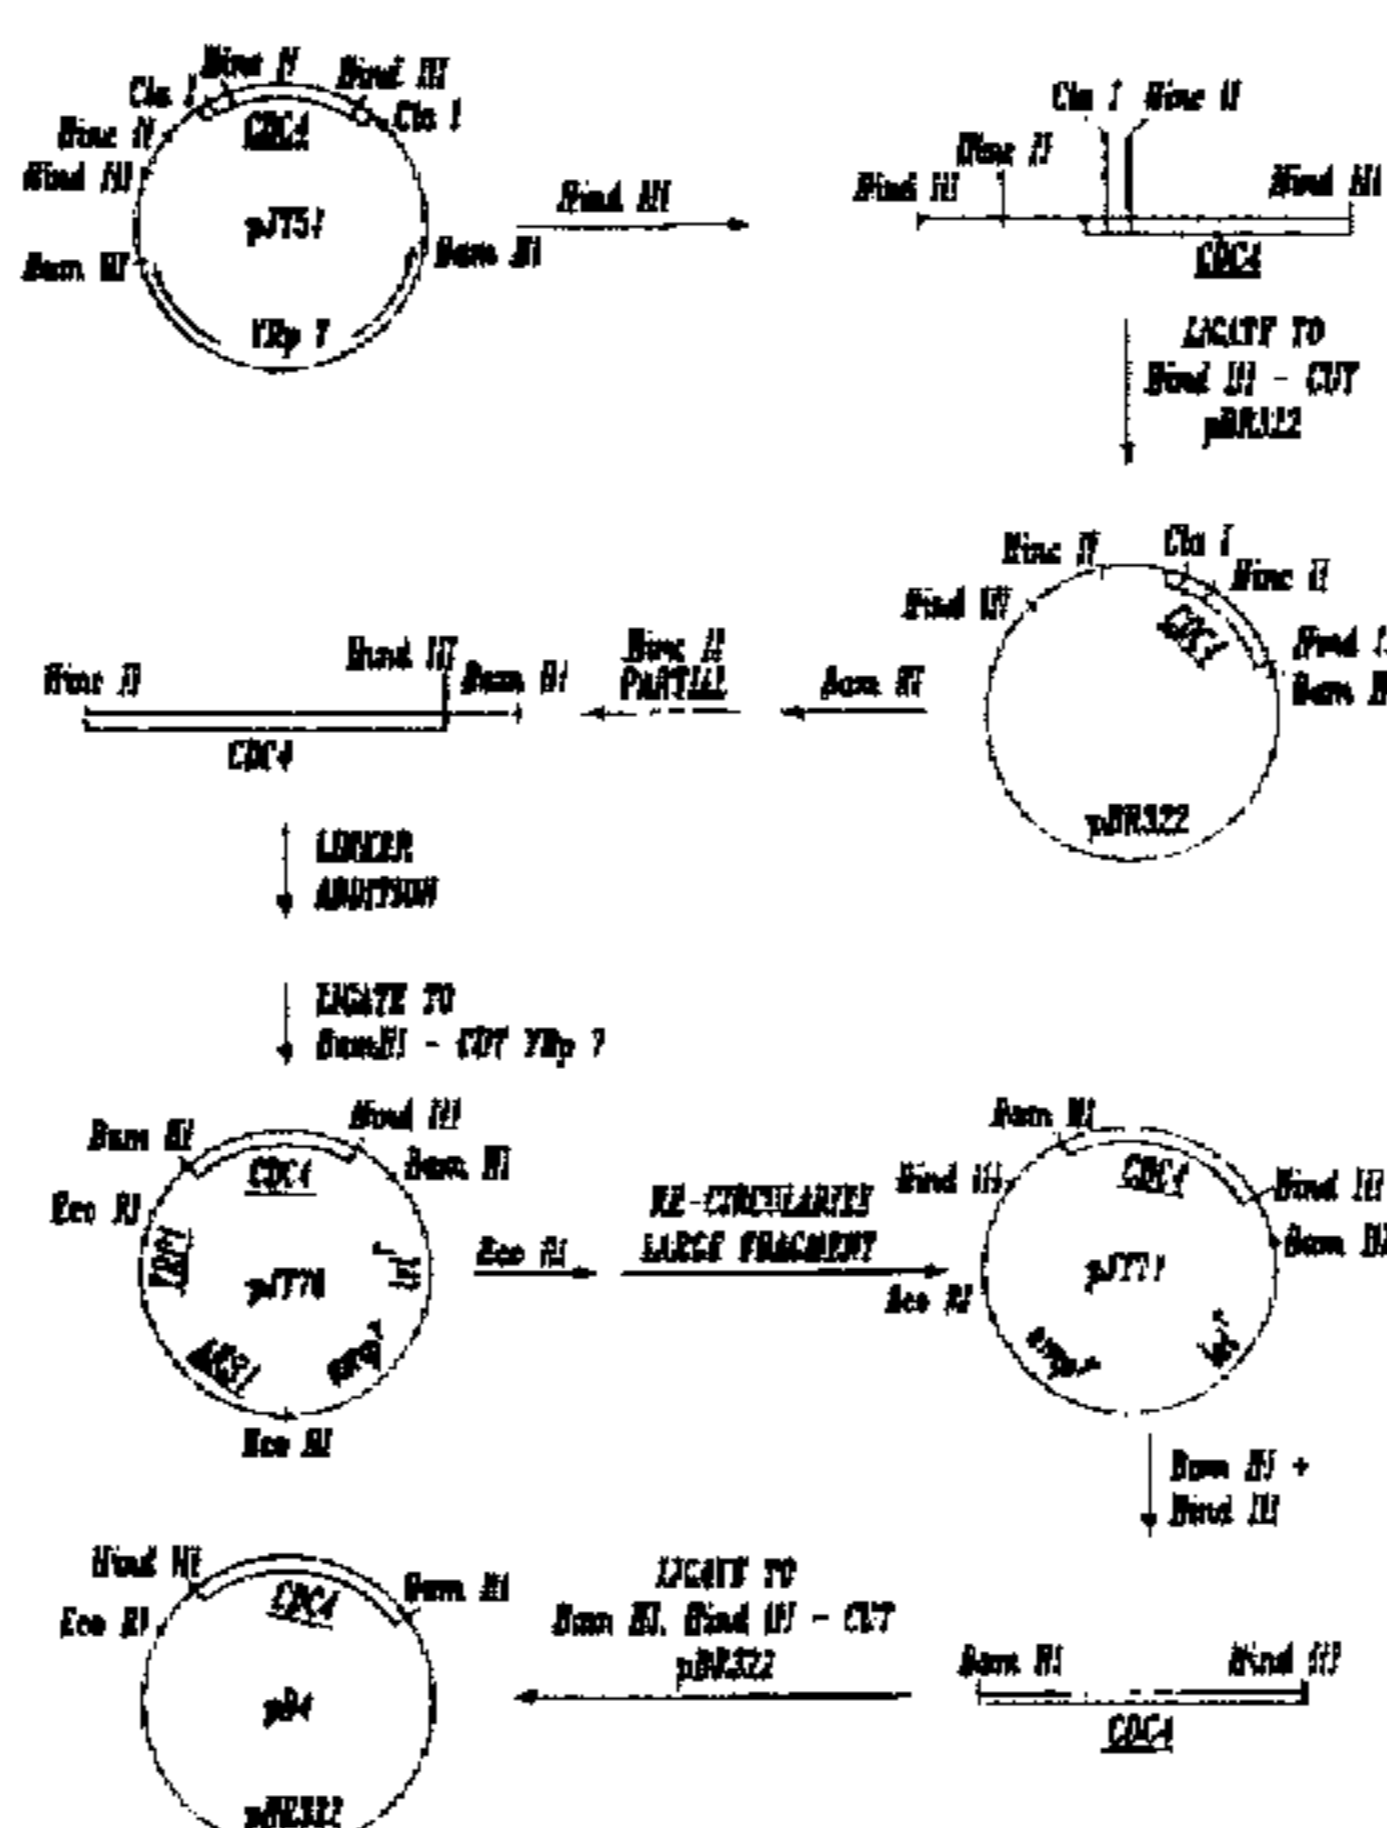 Hinc II
Hind III
Cla I
Cla I
CDC4
Hinc II
Hind III
pJT51
Bam HI
Bam HI
YRp 7
Hind III
Cla I Hinc II
Hinc II
Hind III
Hind III
CDC4
LIGATE TO
Hind III - CUT
pBR322
Hinc II
Cla I
Hinc II
Hind III
CDC4
Hind
Bam
pBR322
Bam HI
Hinc II
PARTIAL
Hinc II
Hind III
Bam HI
CDC4
LINKER
ADDITION
LIGATE TO
BamHI - CUT YRp 7
Bam HI
Hind III
Bam HI
CDC4
Eco RI
TRP1
pJT70
tet r
ARS1
amp r
Eco RI
Eco RI
RE-CIRCULARIZE
LARGE FRAGMENT
Bam HI
Hind III
CDC4
Hind III
Bam HI
pJT71
Eco RI
amp r
tet r
Bam HI +
Hind III
Bam HI
Hind III
CDC4
LIGATE TO
Bam HI, Hind III - CUT
pBR322
Hind III
Bam HI
CDC4
Eco RI
pB4
pBR322